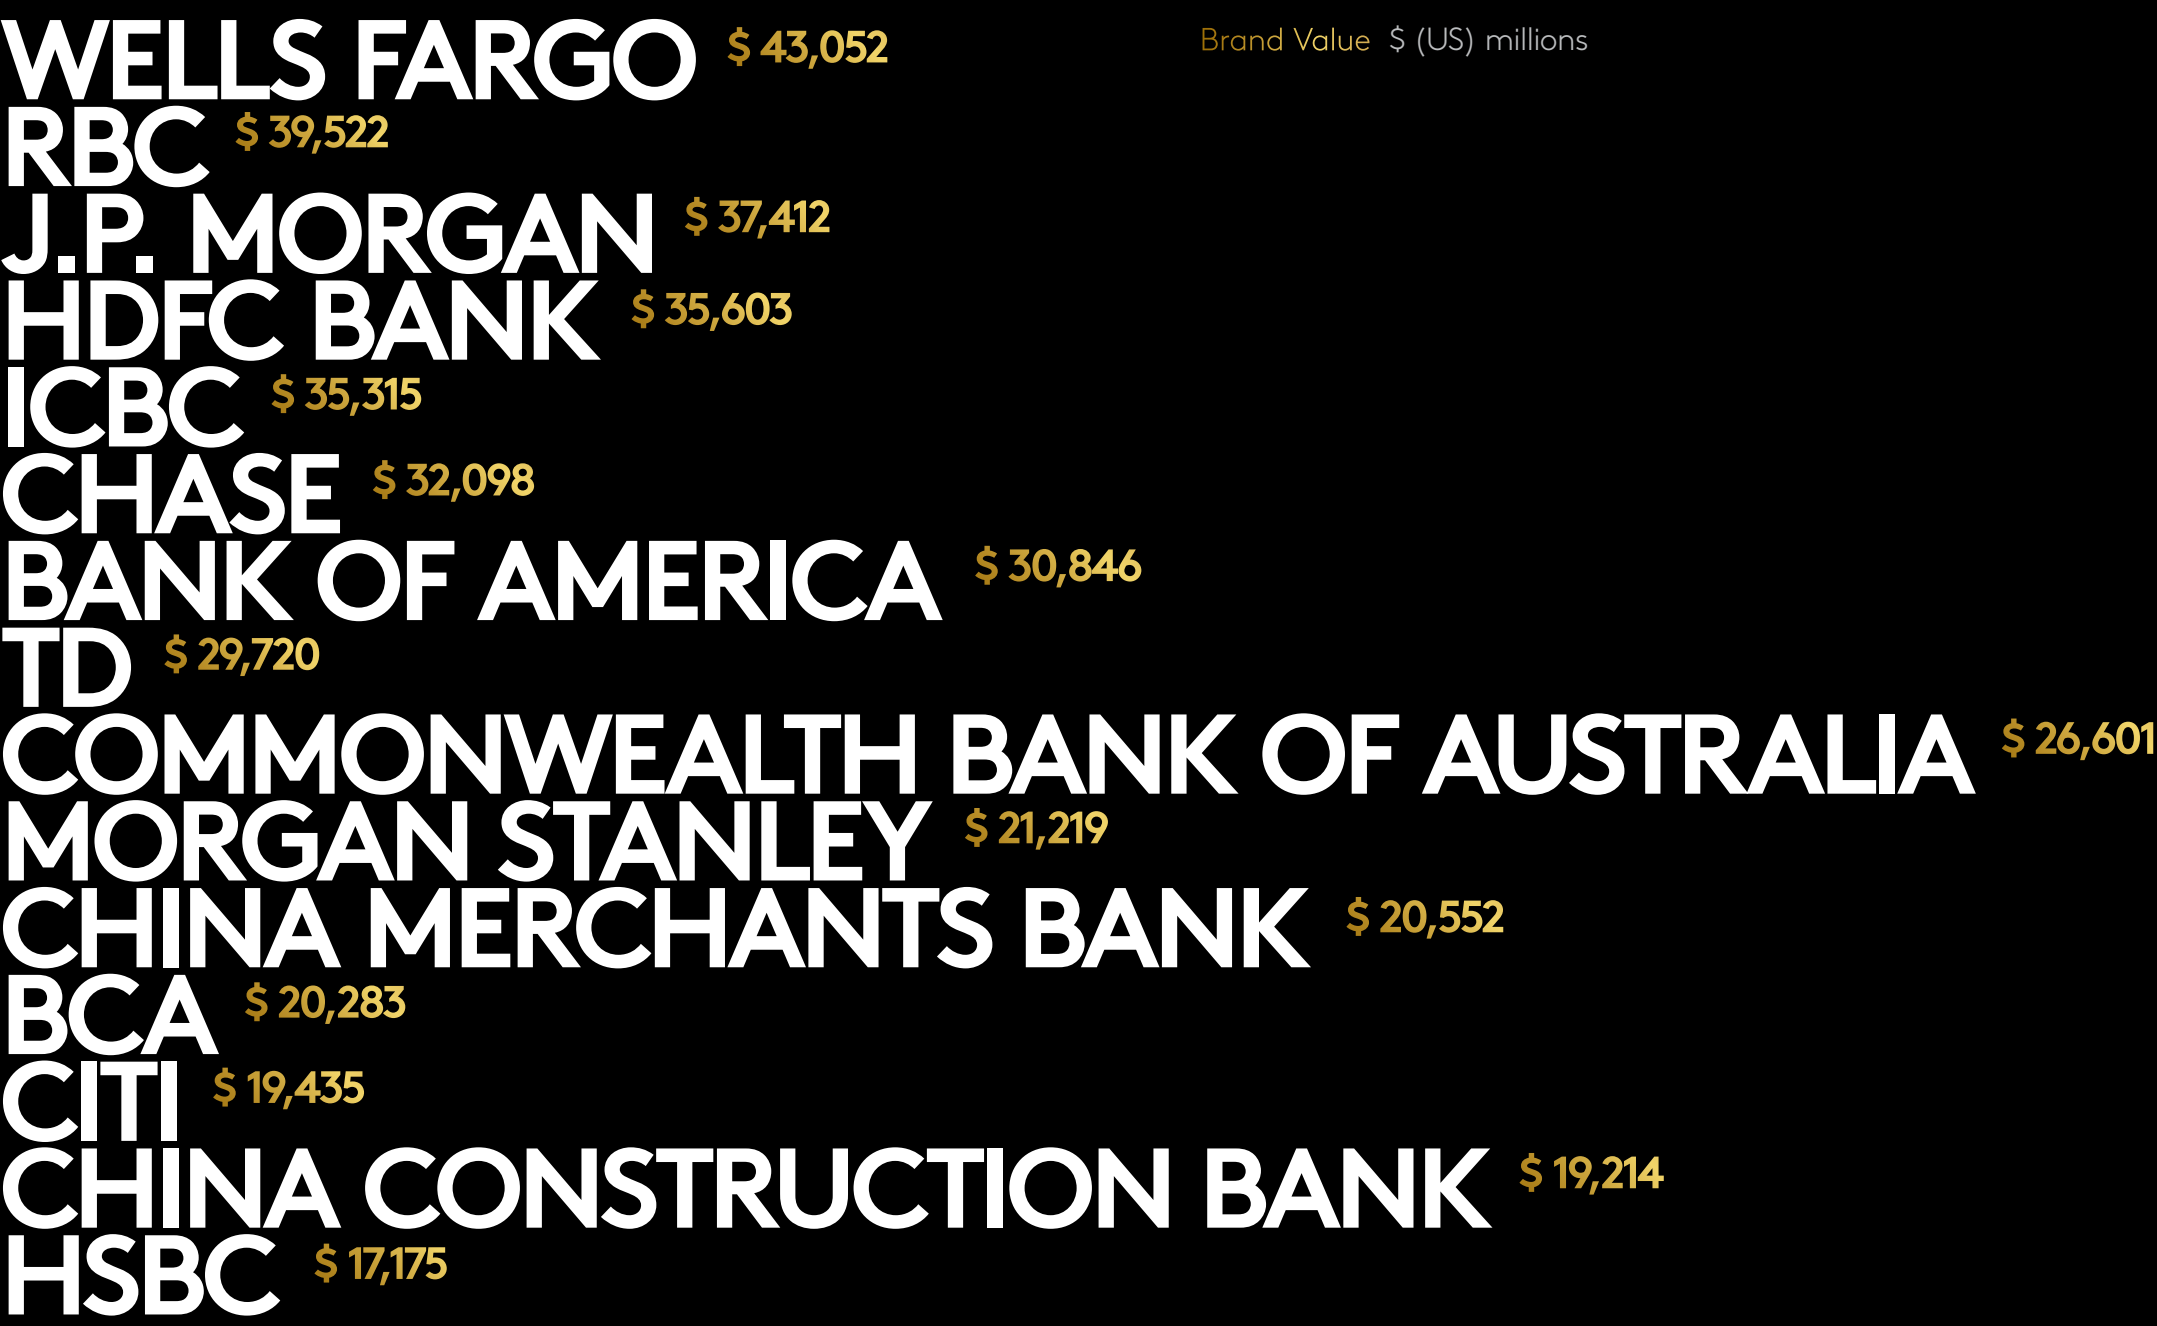 WELLS FARGO $ 43,052 Brand Value $ (US) millions
RBC $ 39,522
J.P. MORGAN $ 37,412
HDFC BANK $ 35,603
ICBC $ 35,315
CHASE $ 32,098
BANK OF AMERICA $ 30,846
TD $ 29,720
COMMONWEALTH BANK OF AUSTRALIA $ 26,601
MORGAN STANLEY $ 21,219
CHINA MERCHANTS BANK $ 20,552
BCA $ 20,283
CITI $ 19,435
CHINA CONSTRUCTION BANK $ 19,214
HSBC $ 17,175